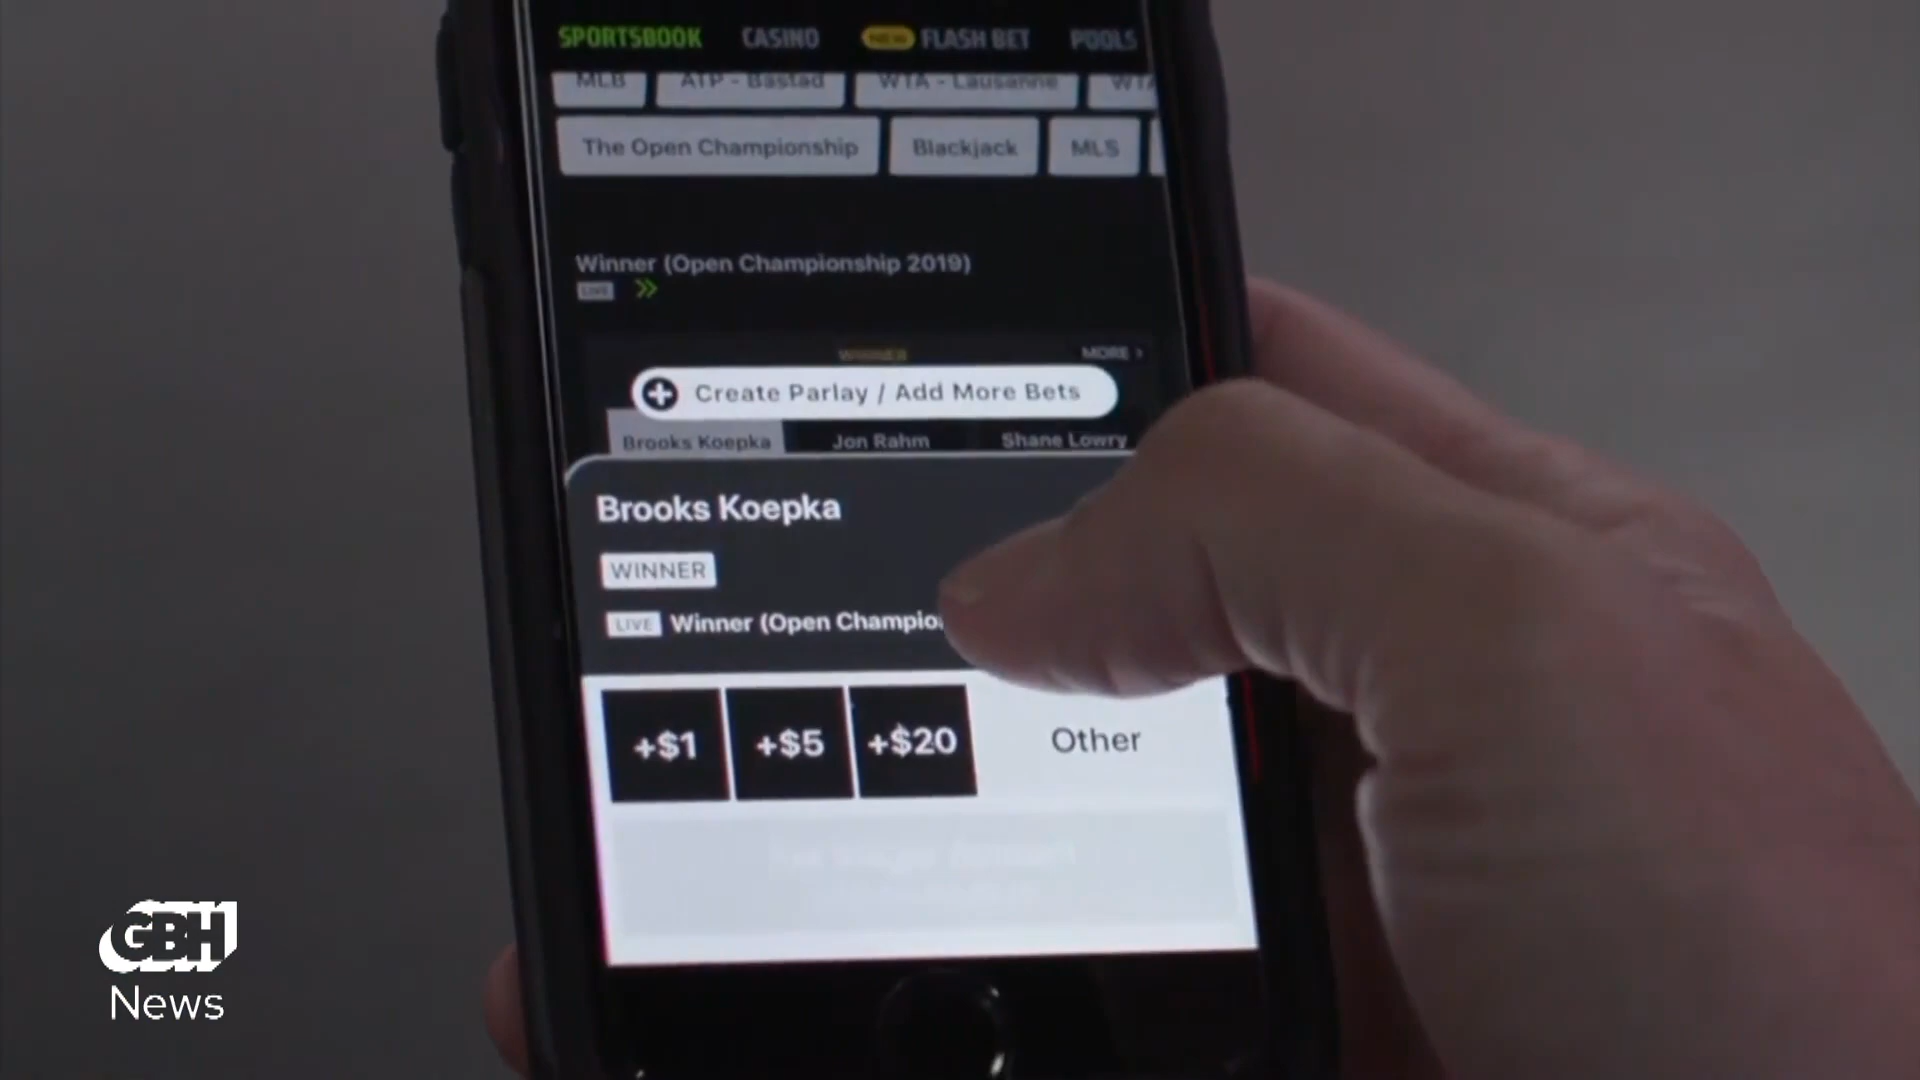 SPORTSBOOK CASINO NEW FLASH BET POOLS
MLB ATP - Bastad WTA - Lausanne WTA
The Open Championship Blackjack MLS
Winner (Open Championship 2019)
LIVE
WINNER MORE
Create Parlay / Add More Bets
Brooks Koepka Jon Rahm Shane Lowry
Brooks Koepka
WINNER
LIVE Winner (Open Champio
+$1 +$5 +$20 Other
GBH
News